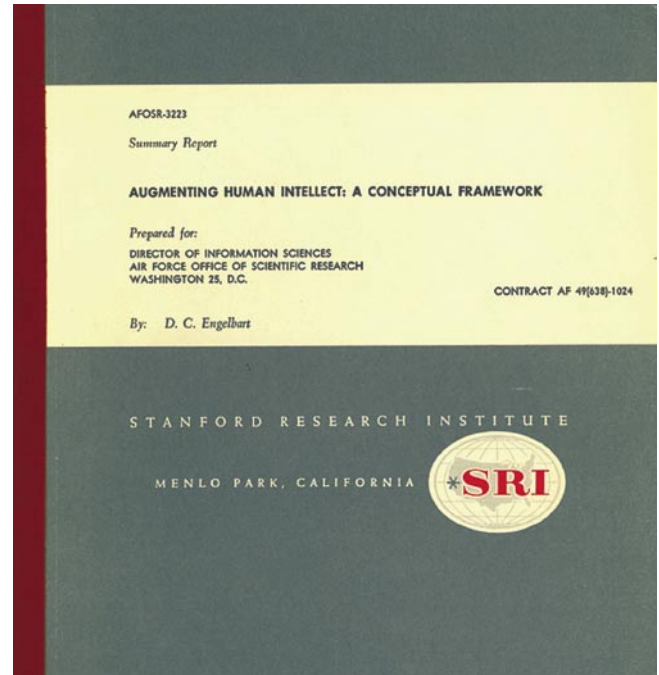 AFOSR-3223
Summary Report
AUGMENTING HUMAN INTELLECT: A CONCEPTUAL FRAMEWORK
Prepared for:
DIRECTOR OF INFORMATION SCIENCES
AIR FORCE OFFICE OF SCIENTIFIC RESEARCH
WASHINGTON 25, D.C.
CONTRACT AF 49(638)-1024
By: D. C. Engelbart
STANFORD RESEARCH INSTITUTE
MENLO PARK, CALIFORNIA
*SRI